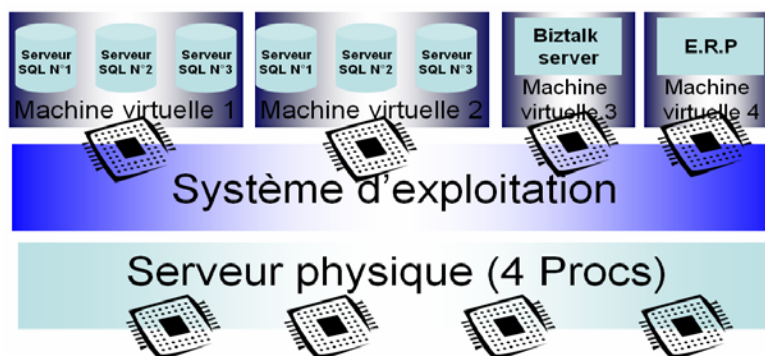 Serveur
SQL N°1
Serveur
SQL N°2
Serveur
SQL N°3
Machine virtuelle 1
Serveur
SQL N°1
Serveur
SQL N°2
Serveur
SQL N°3
Machine virtuelle 2
Biztalk
server
Machine
virtuelle 3
E.R.P
Machine
virtuelle 4
Système d'exploitation
Serveur physique (4 Procs)